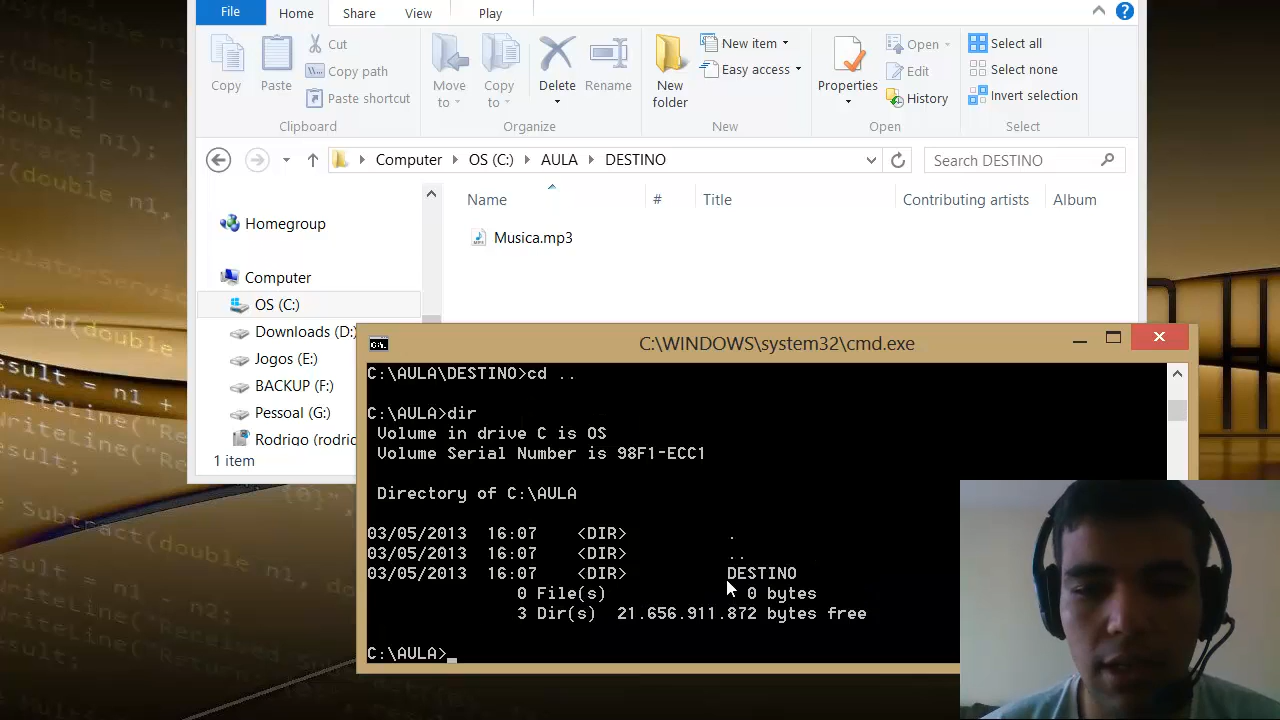 File Home Share View Play
Copy
Paste
Cut
Copy path
Paste shortcut
Clipboard
Move to
Copy to
Delete
Rename
Organize
New folder
New item
Easy access
New
Properties
Open
Edit
History
Open
Select all
Select none
Invert selection
Select
Computer OS (C:) AULA DESTINO
Search DESTINO
Name # Title Contributing artists Album
Musica.mp3
Homegroup
Computer
OS (C:)
Downloads (D:)
Jogos (E:)
BACKUP (F:)
Pessoal (G:)
Rodrigo (rodric
1 item
C:\WINDOWS\system32\cmd.exe
C:\AULA\DESTINO>cd ..
C:\AULA>dir
Volume in drive C is OS
Volume Serial Number is 98F1-ECC1
Directory of C:\AULA
03/05/2013 16:07 <DIR> .
03/05/2013 16:07 <DIR> ..
03/05/2013 16:07 <DIR> DESTINO
0 File(s) 0 bytes
3 Dir(s) 21.656.911.872 bytes free
C:\AULA>_